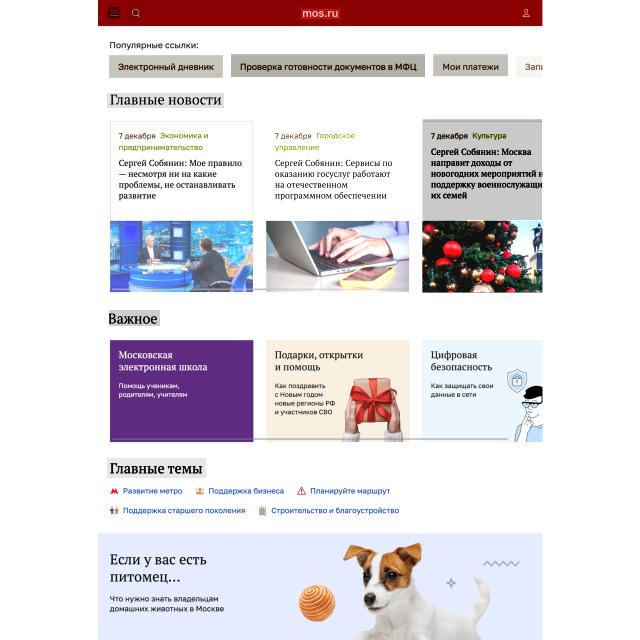 mos.ru
Популярные ссылки:
Электронный дневник
Проверка готовности документов в МФЦ
Мои платежи
Главные новости
7 декабря Экономика и
предпринимательство
Сергей Собянин: Мое правило
— несмотря ни на какие
проблемы, не останавливать
развитие
7 декабря Городское
управление
Сергей Собянин: Сервисы по
оказанию госуслуг работают
на отечественном
программном обеспечении
7 декабря Культура
Сергей Собянин: Москва
направит доходы от
новогодних мероприятий
поддержку
их семей
Важное
Московская
электронная школа
Помощь ученикам,
родителям, учителям
Подарки, открытки
и помощь
Как поздравить
с Новым годом
новые регионы РФ
и участников СВО
Цифровая
безопасность
Как защищать свои
данные в сети
Главные темы
Развитие метро
Поддержка бизнеса
Планируйте маршрут
Поддержка старшего поколения
Строительство и благоустройство
Если у вас есть
питомец...
Что нужно знать владельцам
домашних животных в Москве